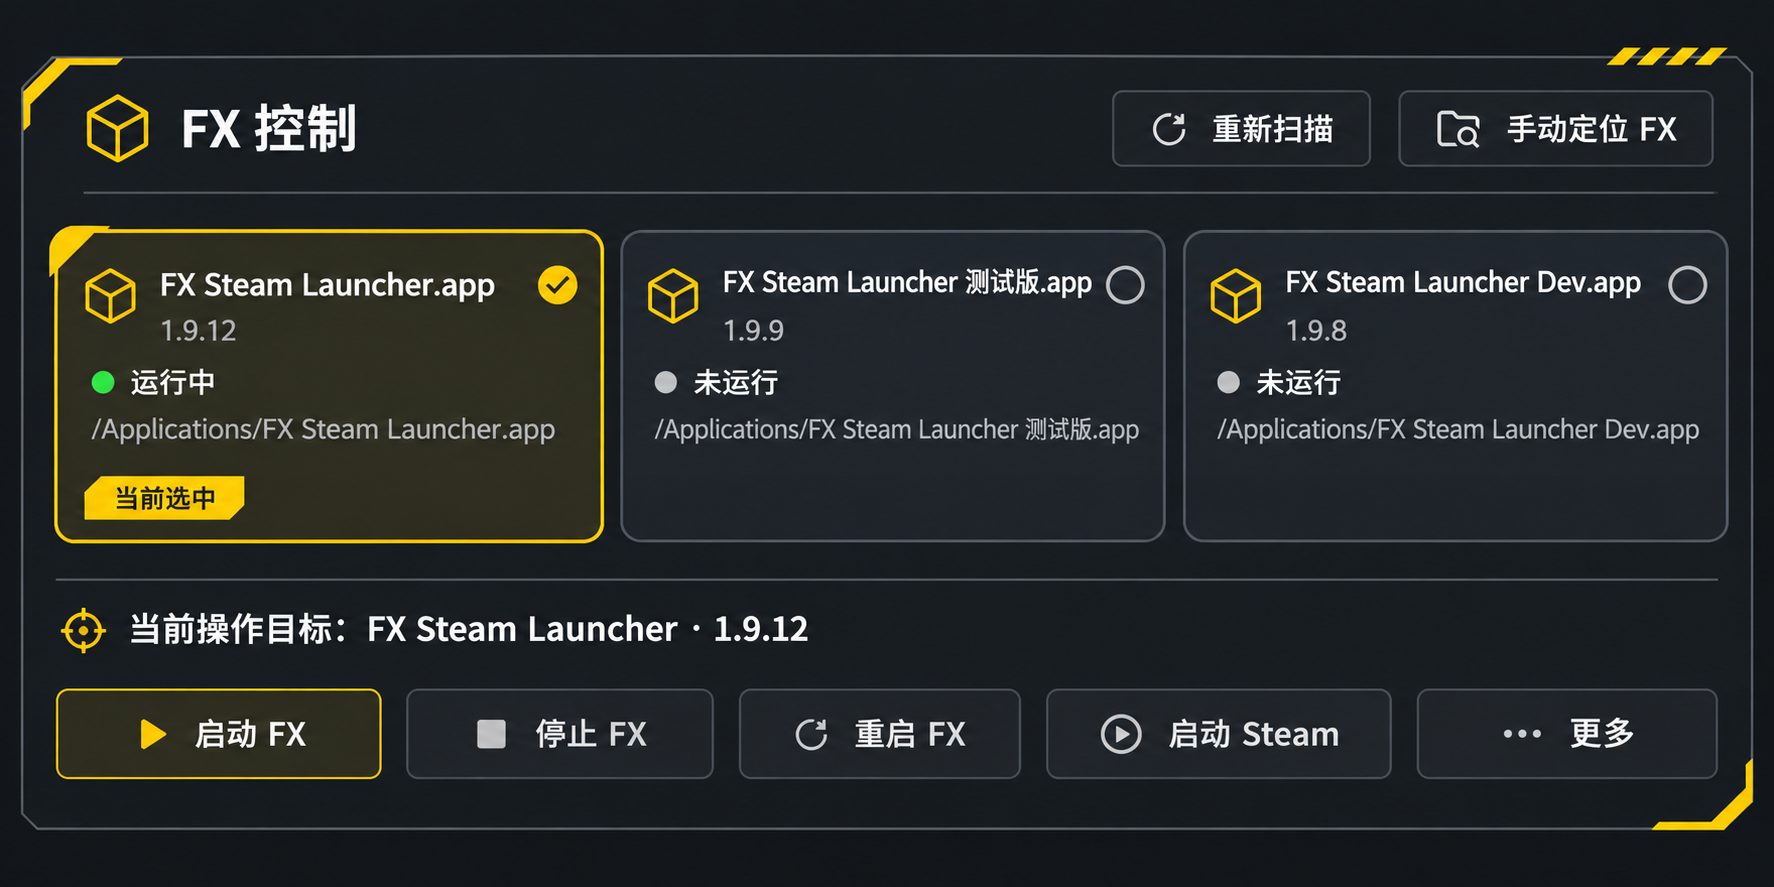 FX 控制
重新扫描
手动定位 FX
FX Steam Launcher.app
1.9.12
运行中
/Applications/FX Steam Launcher.app
当前选中
FX Steam Launcher 测试版.app
1.9.9
未运行
/Applications/FX Steam Launcher 测试版.app
FX Steam Launcher Dev.app
1.9.8
未运行
/Applications/FX Steam Launcher Dev.app
当前操作目标：FX Steam Launcher · 1.9.12
启动 FX
停止 FX
重启 FX
启动 Steam
更多